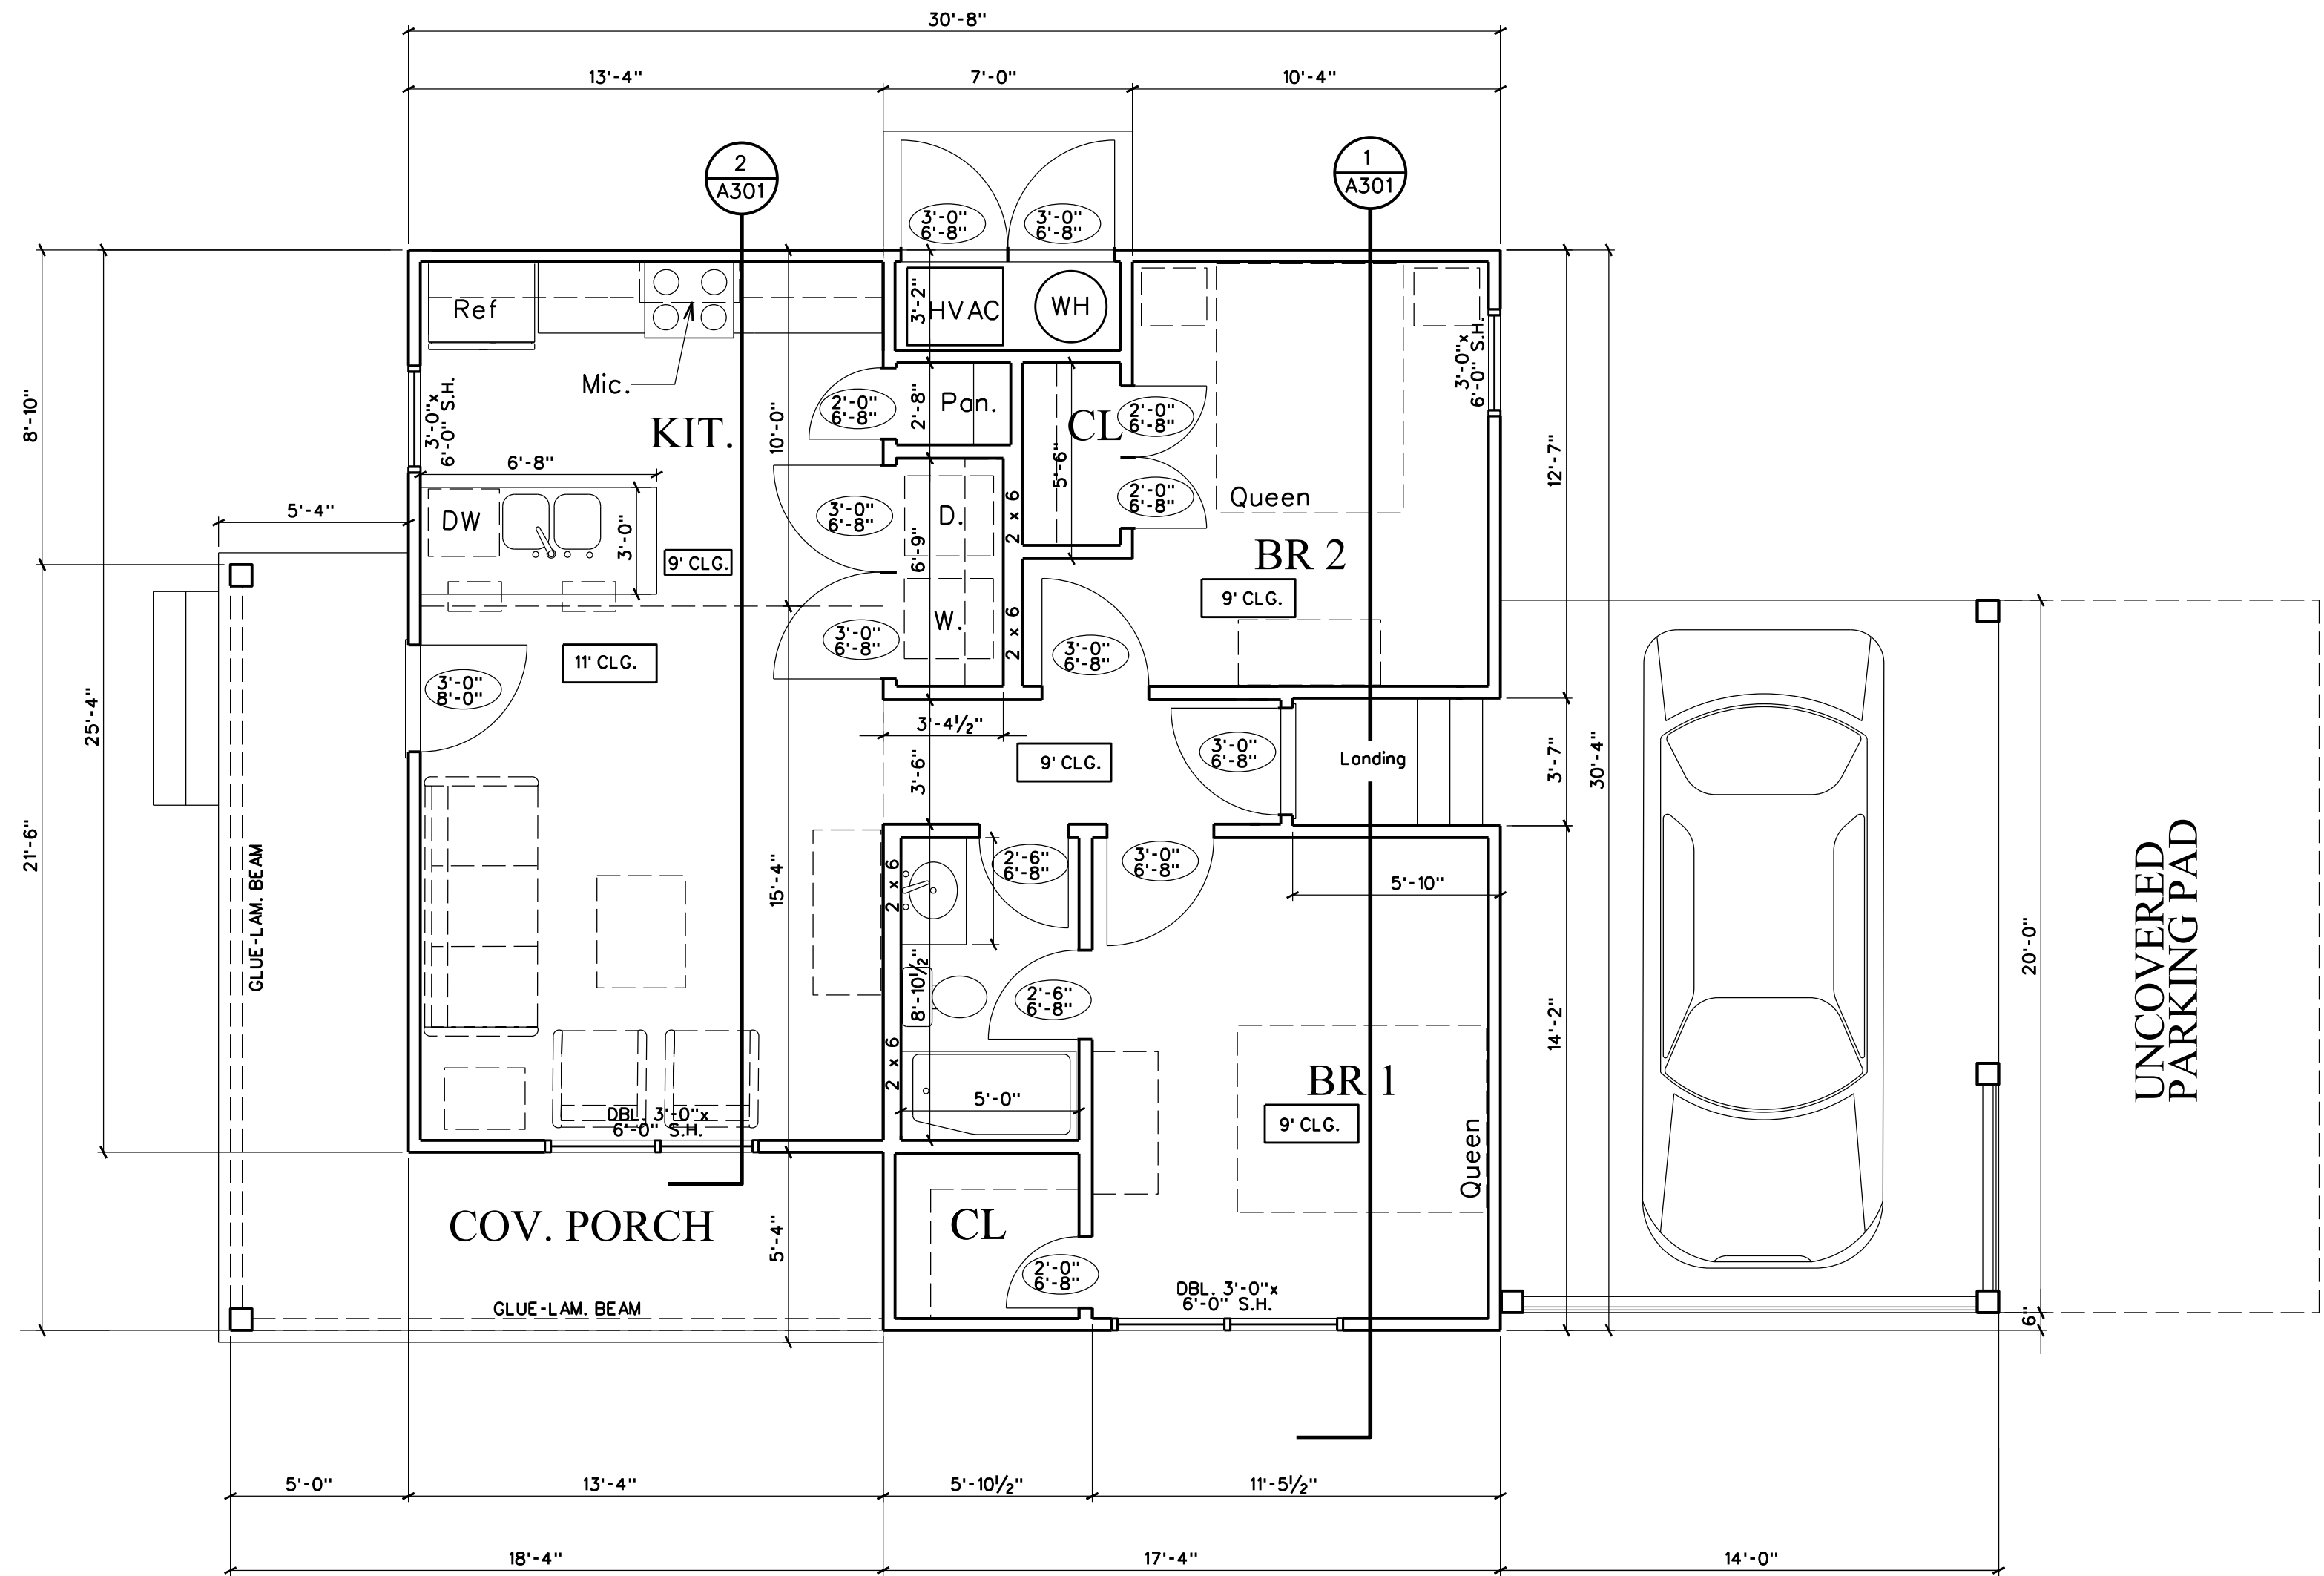 30'-8"
13'-4"
7'-0"
10'-4"
2
A301
1
A301
3'-0"
6'-8"
3'-0"
6'-8"
Ref
3'-2"
HVAC
WH
Mic.
3'-0"x
6'-0" S.H.
3'-0"x
6'-0" S.H.
8'-10"
KIT.
10'-0"
2'-0"
6'-8"
2'-8"
Pan.
CL
2'-0"
6'-8"
5'-6"
12'-7"
6'-8"
Queen
2'-0"
6'-8"
5'-4"
DW
3'-0"
9' CLG.
3'-0"
6'-8"
D.
2 x 6
6'-9"
BR 2
9' CLG.
W.
2 x 6
3'-0"
6'-8"
3'-0"
6'-8"
11' CLG.
3'-0"
8'-0"
25'-4"
3'-4½"
3'-6"
9' CLG.
3'-0"
6'-8"
Landing
3'-7"
30'-4"
21'-6"
GLUE-LAM. BEAM
15'-4"
2 x 6
2'-6"
6'-8"
3'-0"
6'-8"
5'-10"
20'-0"
UNCOVERED
PARKING PAD
8'-10½"
2'-6"
6'-8"
14'-2"
2 x 6
5'-0"
BR 1
9' CLG.
Queen
DBL. 3'-0"x
6'-0" S.H.
COV. PORCH
5'-4"
CL
2'-0"
6'-8"
DBL. 3'-0"x
6'-0" S.H.
GLUE-LAM. BEAM
6"
5'-0"
13'-4"
5'-10½"
11'-5½"
18'-4"
17'-4"
14'-0"